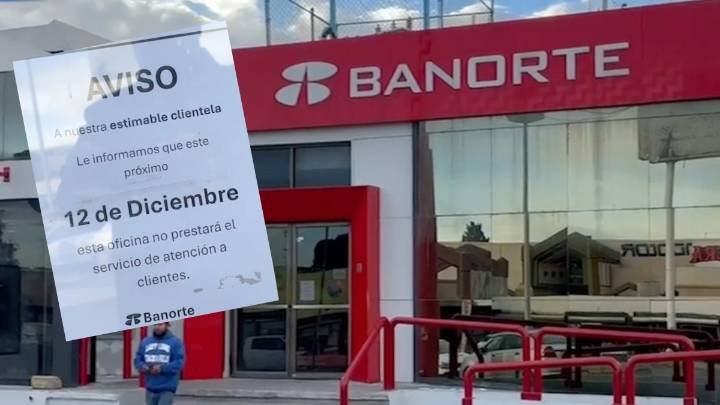 BANORTE
AVISO
A nuestra estimable clientela
Le informamos que este
próximo
12 de Diciembre
esta oficina no prestará el
servicio de atención a
clientes.
Banorte